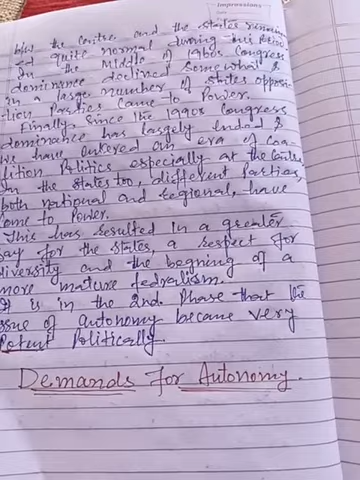 Impressions
b/w the centre and the states remain
ed quite normal during this Period
In the Middle of 1960s Congress
dominance declined somewhat &
in a large number of states opposi-
tion Parties came to Power.
Finally, Since the 1990s Congress
dominance has largely ended &
we have entered an era of Coa-
lition Politics especially at the Centre.
In the states too, different Parties,
both national and regional, have
Come to Power.
This has resulted in a greater
Say for the states, a respect for
diversity and the begning of a
more mature fedralism.
It is in the 2nd Phase that the
issue of autonomy became very
Potent Politically.
Demands for Autonomy.